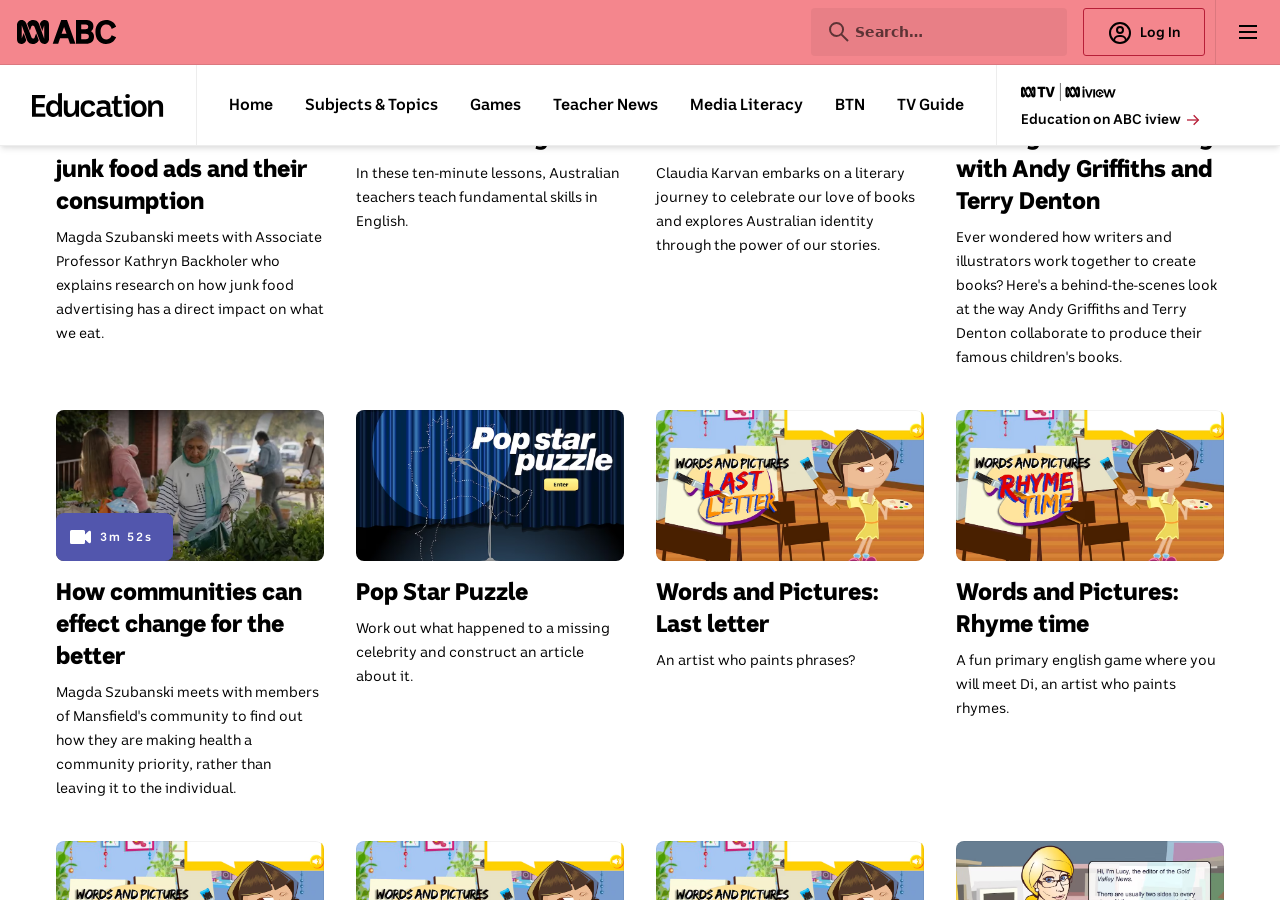 ABC
Search...
Log In
Education
Home
Subjects & Topics
Games
Teacher News
Media Literacy
BTN
TV Guide
TV
iview
Education on ABC iview
junk food ads and their
consumption
Magda Szubanski meets with Associate
Professor Kathryn Backholer who
explains research on how junk food
advertising has a direct impact on what
we eat.
In these ten-minute lessons, Australian
teachers teach fundamental skills in
English.
Claudia Karvan embarks on a literary
journey to celebrate our love of books
and explores Australian identity
through the power of our stories.
with Andy Griffiths and
Terry Denton
Ever wondered how writers and
illustrators work together to create
books? Here's a behind-the-scenes look
at the way Andy Griffiths and Terry
Denton collaborate to produce their
famous children's books.
3m 52s
How communities can
effect change for the
better
Magda Szubanski meets with members
of Mansfield's community to find out
how they are making health a
community priority, rather than
leaving it to the individual.
Pop star
puzzle
Enter
Pop Star Puzzle
Work out what happened to a missing
celebrity and construct an article
about it.
WORDS AND PICTURES
LAST
LETTER
Words and Pictures:
Last letter
An artist who paints phrases?
WORDS AND PICTURES
RHYME
TIME
Words and Pictures:
Rhyme time
A fun primary english game where you
will meet Di, an artist who paints
rhymes.
WORDS AND PICTURES
WORDS AND PICTURES
WORDS AND PICTURES
Hi, I'm Lucy, the editor of the Gold
Valley News.
There are usually two sides to every